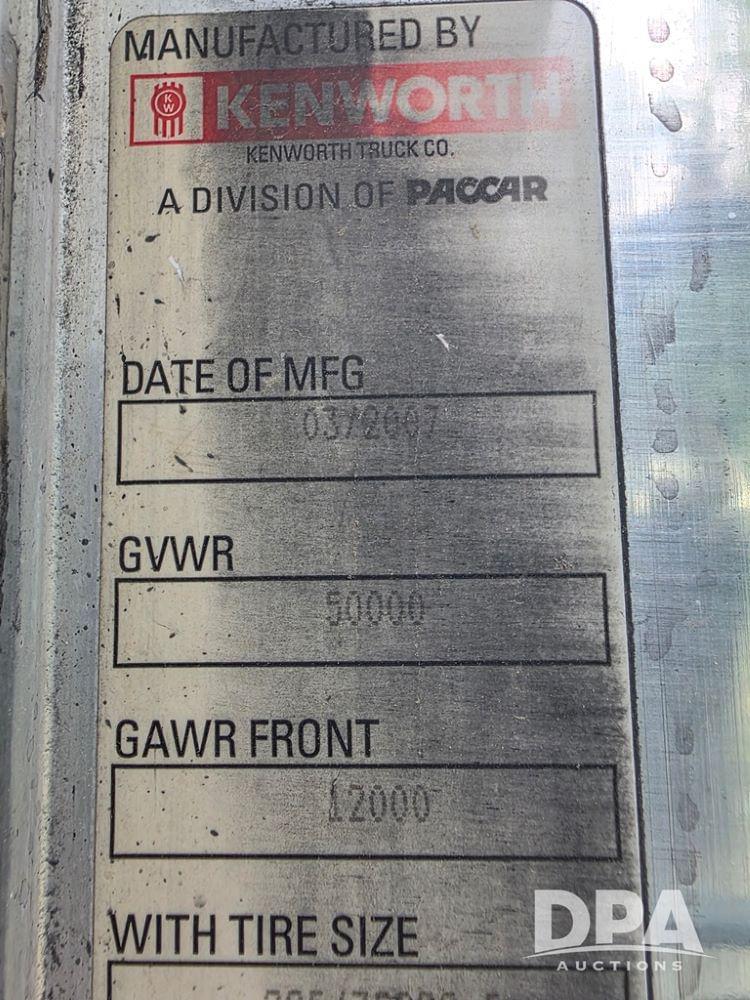 MANUFACTURED BY
KW KENWORTH
KENWORTH TRUCK CO.
A DIVISION OF PACCAR
DATE OF MFG
03/2007
GVWR
50000
GAWR FRONT
12000
WITH TIRE SIZE
DPA
AUCTIONS